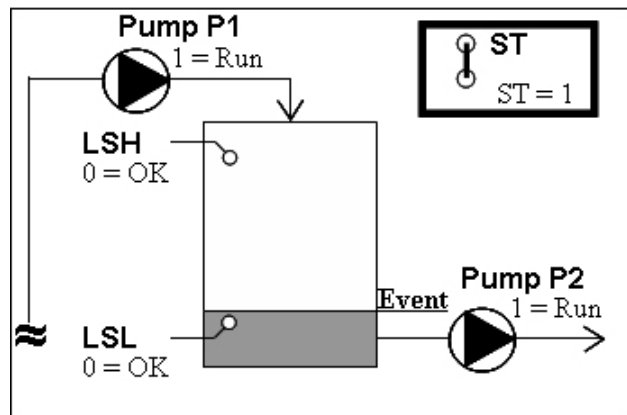 Pump P1
1 = Run
ST
ST = 1
LSH
0 = OK
Event
Pump P2
1 = Run
LSL
0 = OK